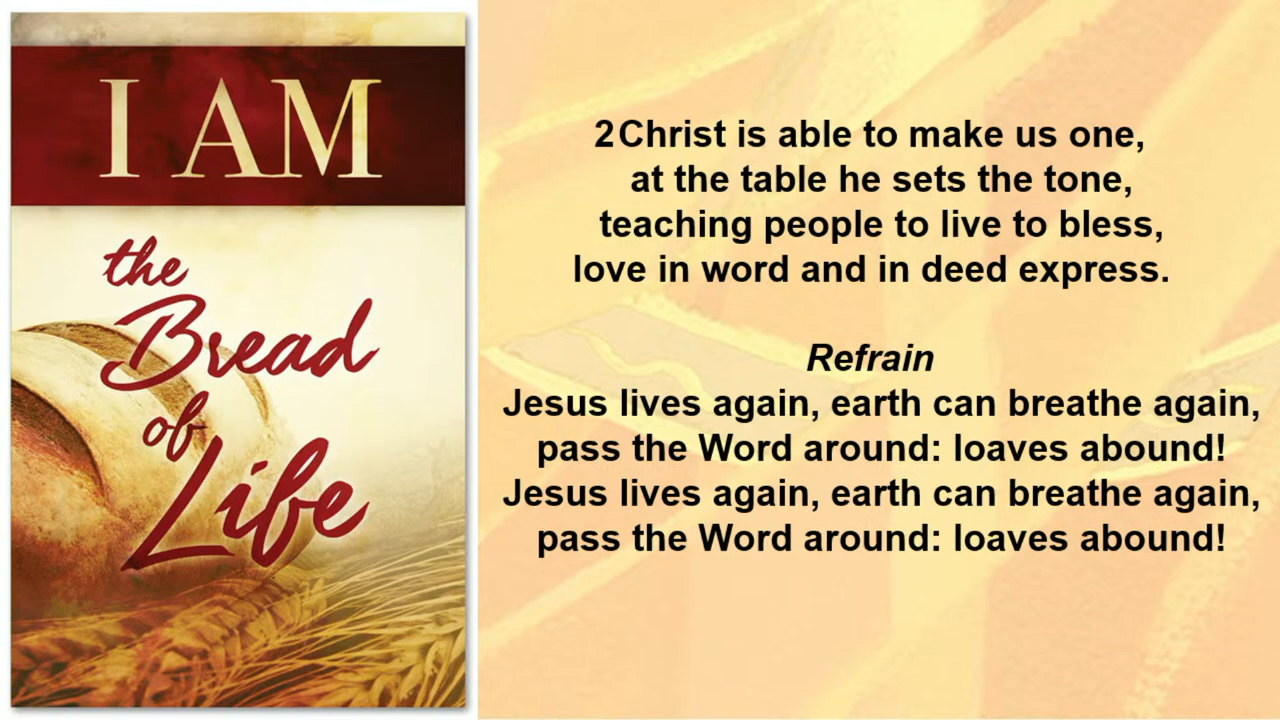 I AM
the
Bread
of
Life
2Christ is able to make us one,
at the table he sets the tone,
teaching people to live to bless,
love in word and in deed express.
Refrain
Jesus lives again, earth can breathe again,
pass the Word around: loaves abound!
Jesus lives again, earth can breathe again,
pass the Word around: loaves abound!